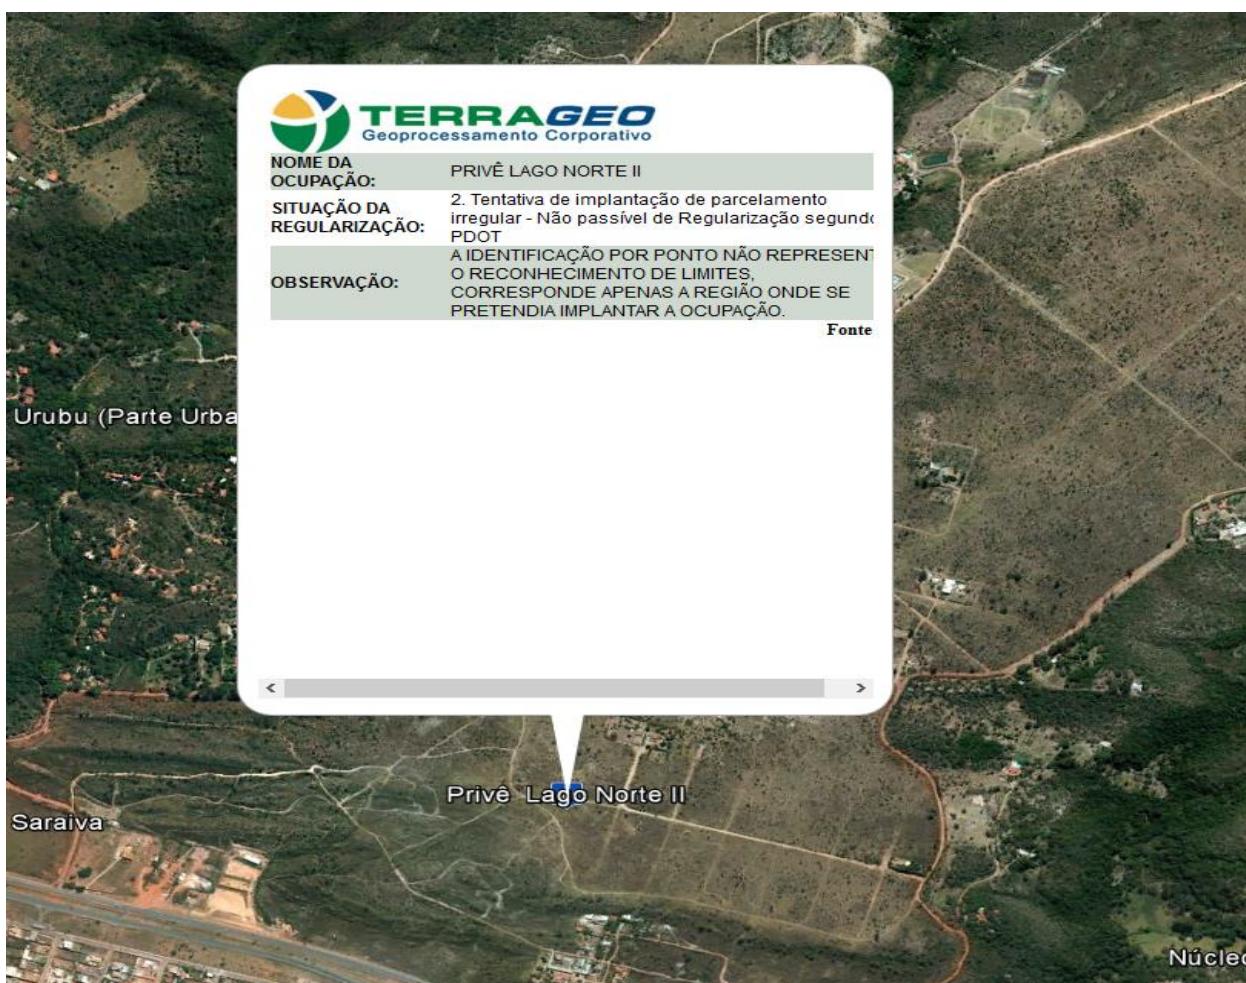 TERRAGEO
Geoprocessamento Corporativo
NOME DA
OCUPAÇÃO:
PRIVÊ LAGO NORTE II
SITUAÇÃO DA
REGULARIZAÇÃO:
2. Tentativa de implantação de parcelamento
irregular - Não passível de Regularização segundo
PDOT
OBSERVAÇÃO:
A IDENTIFICAÇÃO POR PONTO NÃO REPRESENT
O RECONHECIMENTO DE LIMITES,
CORRESPONDE APENAS A REGIÃO ONDE SE
PRETENDIA IMPLANTAR A OCUPAÇÃO.
Fonte
Urubu (Parte Urba
Privê Lago Norte II
Saraiva
Núcleo